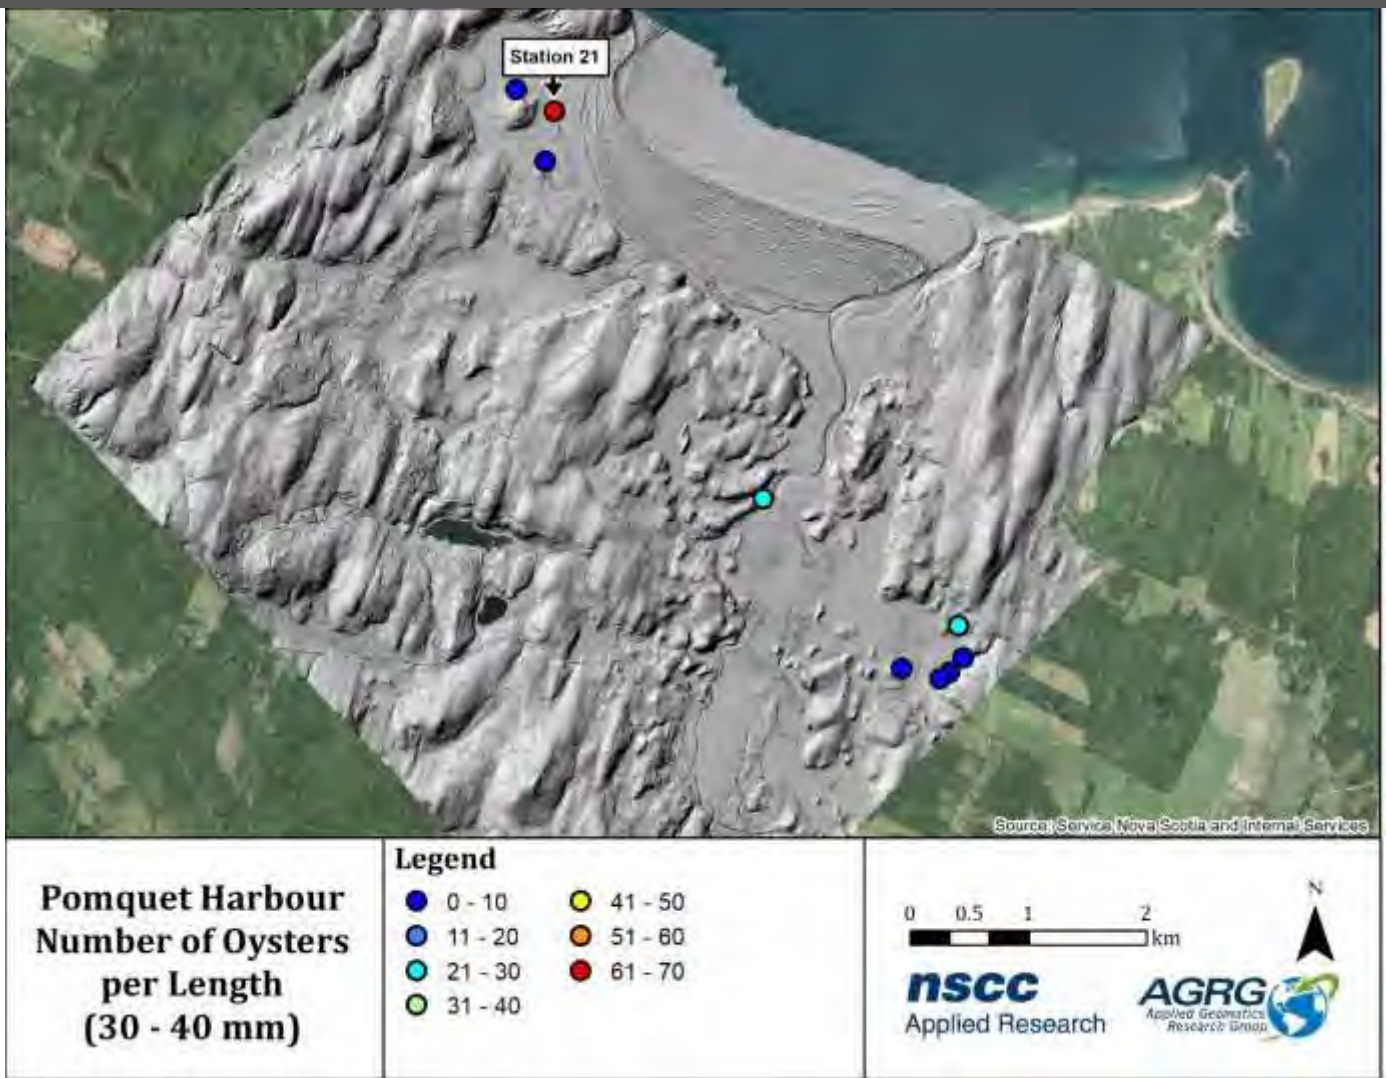 Station 21
Source: Service Nova Scotia and Internal Services
Pomquet Harbour
Number of Oysters
per Length
(30 - 40 mm)
Legend
0 - 10
11 - 20
21 - 30
31 - 40
41 - 50
51 - 60
61 - 70
0 0.5 1 2
km
N
nscc
Applied Research
AGRG
Applied Geomatics
Research Group